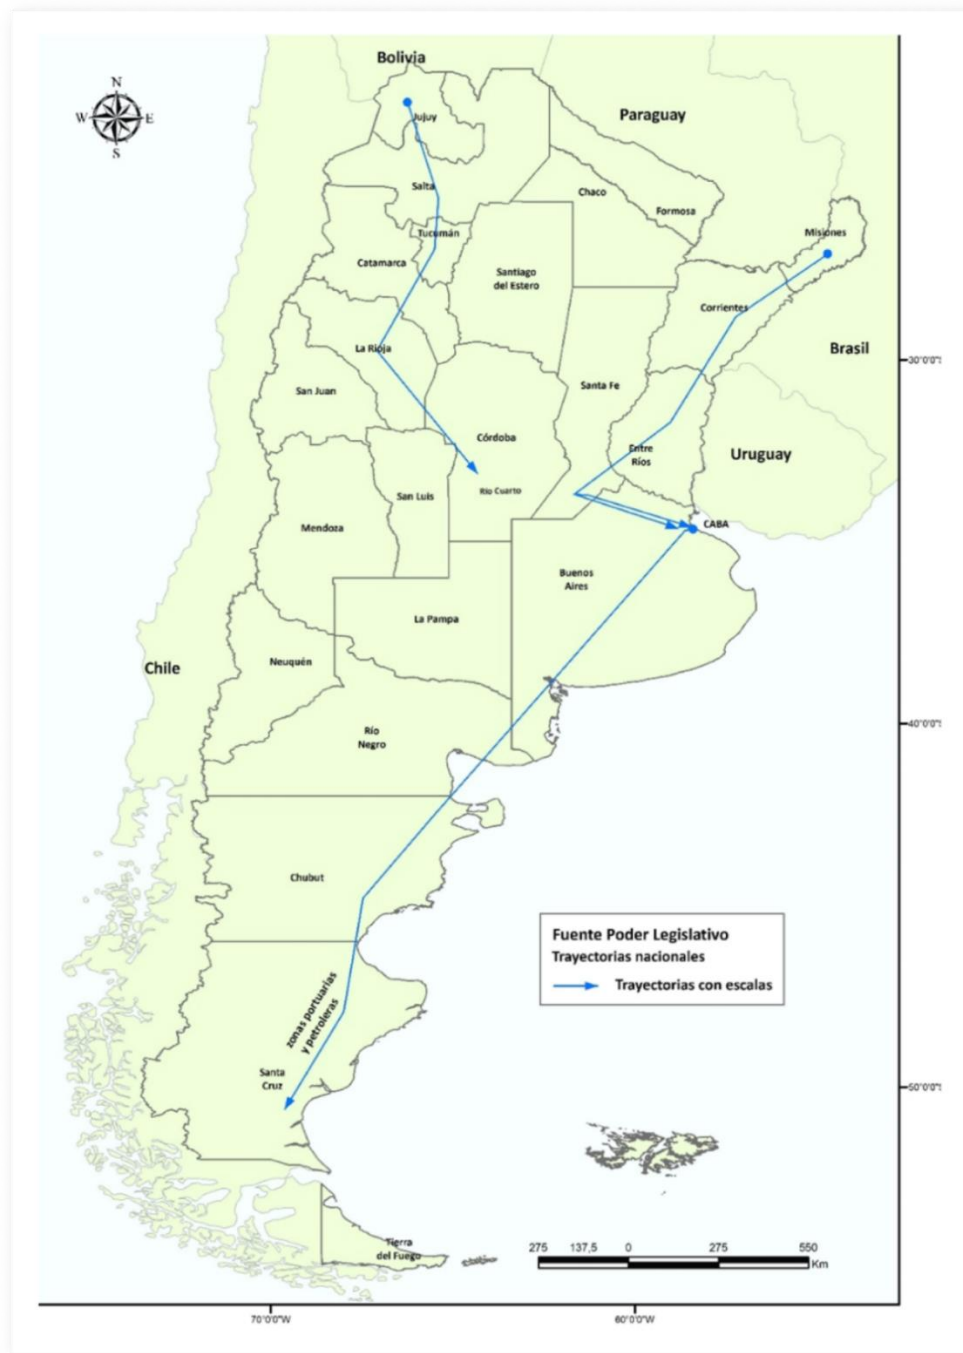 Bolivia
N
W
E
S
Jujuy
Paraguay
Salta
Chaco
Formosa
Tucumán
Misiones
Catamarca
Santiago
del Estero
Corrientes
La Rioja
Brasil
30°0'0"S
San Juan
Santa Fe
Córdoba
Entre
Ríos
Uruguay
San Luis
Río Cuarto
Mendoza
CABA
Buenos
Aires
La Pampa
Chile
Neuquén
Río
Negro
40°0'0"S
Chubut
Fuente Poder Legislativo
Trayectorias nacionales
Trayectorias con escalas
zonas portuarias
y petroleras
Santa
Cruz
50°0'0"S
Tierra
del Fuego
275 137,5 0 275 550
Km
70°0'0"W
60°0'0"W